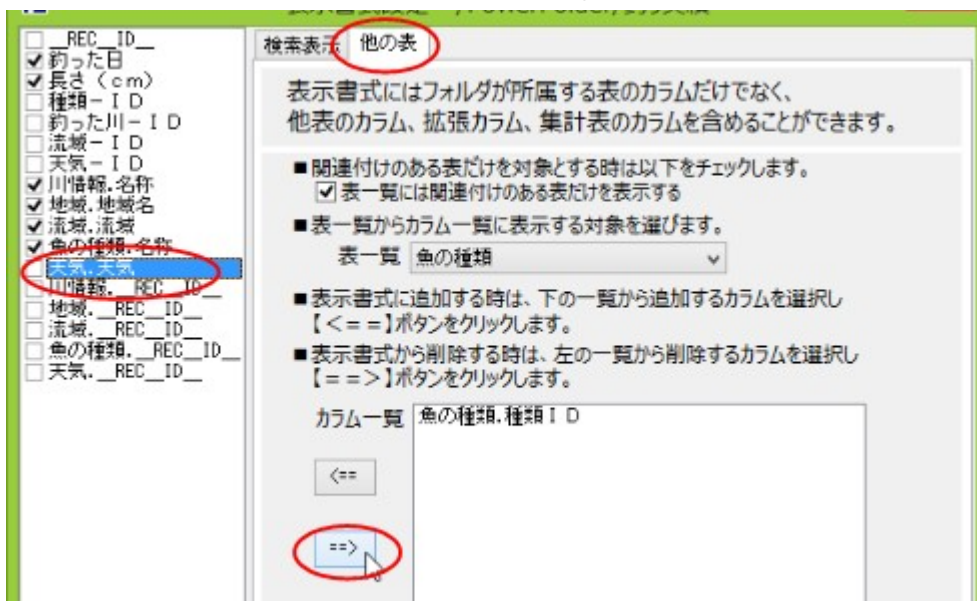 __REC__ID__
釣った日
長さ（ｃｍ）
種類－ＩＤ
釣った川－ＩＤ
流域－ＩＤ
天気－ＩＤ
川情報.名称
地域.地域名
流域.流域
魚の種類.名称
天気.天気
川情報.__REC__ID__
地域.__REC__ID__
流域.__REC__ID__
魚の種類.__REC__ID__
天気.__REC__ID__
検索表示
他の表
表示書式にはフォルダが所属する表のカラムだけでなく、
他表のカラム、拡張カラム、集計表のカラムを含めることができます。
■関連付けのある表だけを対象とする時は以下をチェックします。
表一覧には関連付けのある表だけを表示する
■表一覧からカラム一覧に表示する対象を選びます。
表一覧 魚の種類
■表示書式に追加する時は、下の一覧から追加するカラムを選択し
【＜＝＝】ボタンをクリックします。
■表示書式から削除する時は、左の一覧から削除するカラムを選択し
【＝＝＞】ボタンをクリックします。
カラム一覧 魚の種類.種類ＩＤ
<==
==>